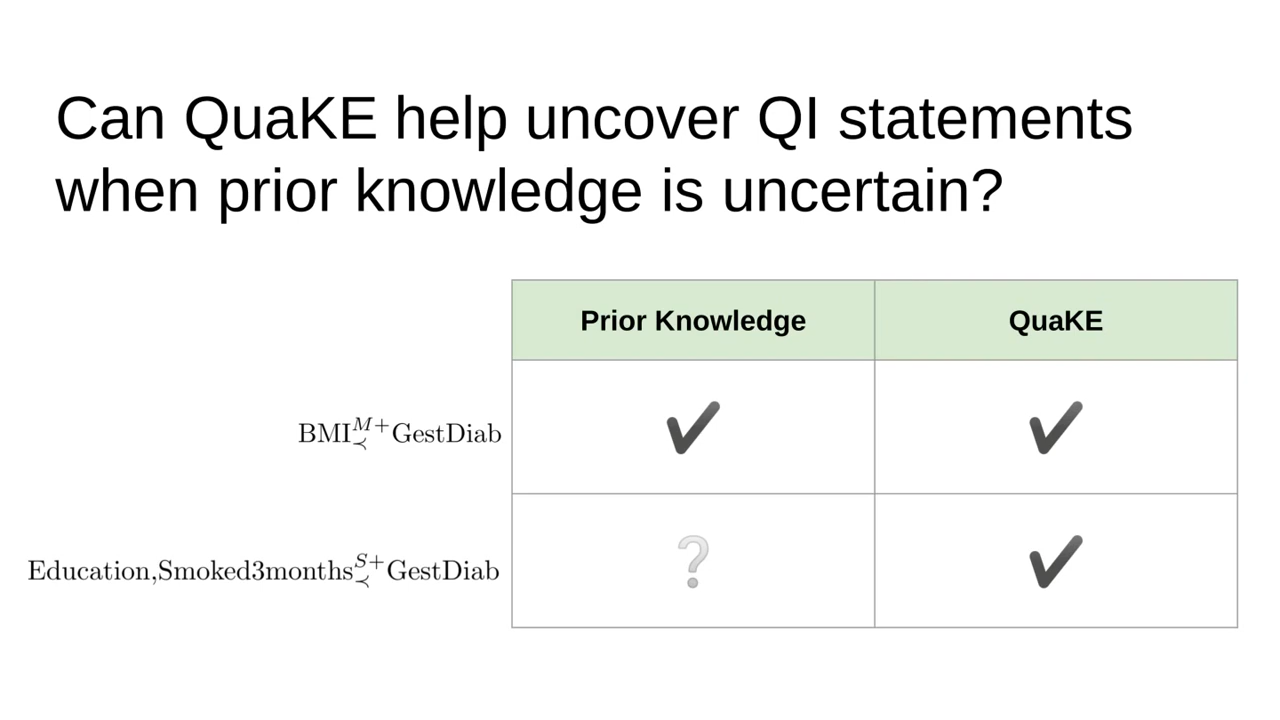 Can QuaKE help uncover QI statements
when prior knowledge is uncertain?
Prior Knowledge QuaKE
BMI^{M+}_≺GestDiab ✔ ✔
Education,Smoked3months^{S+}_≺GestDiab ❔ ✔